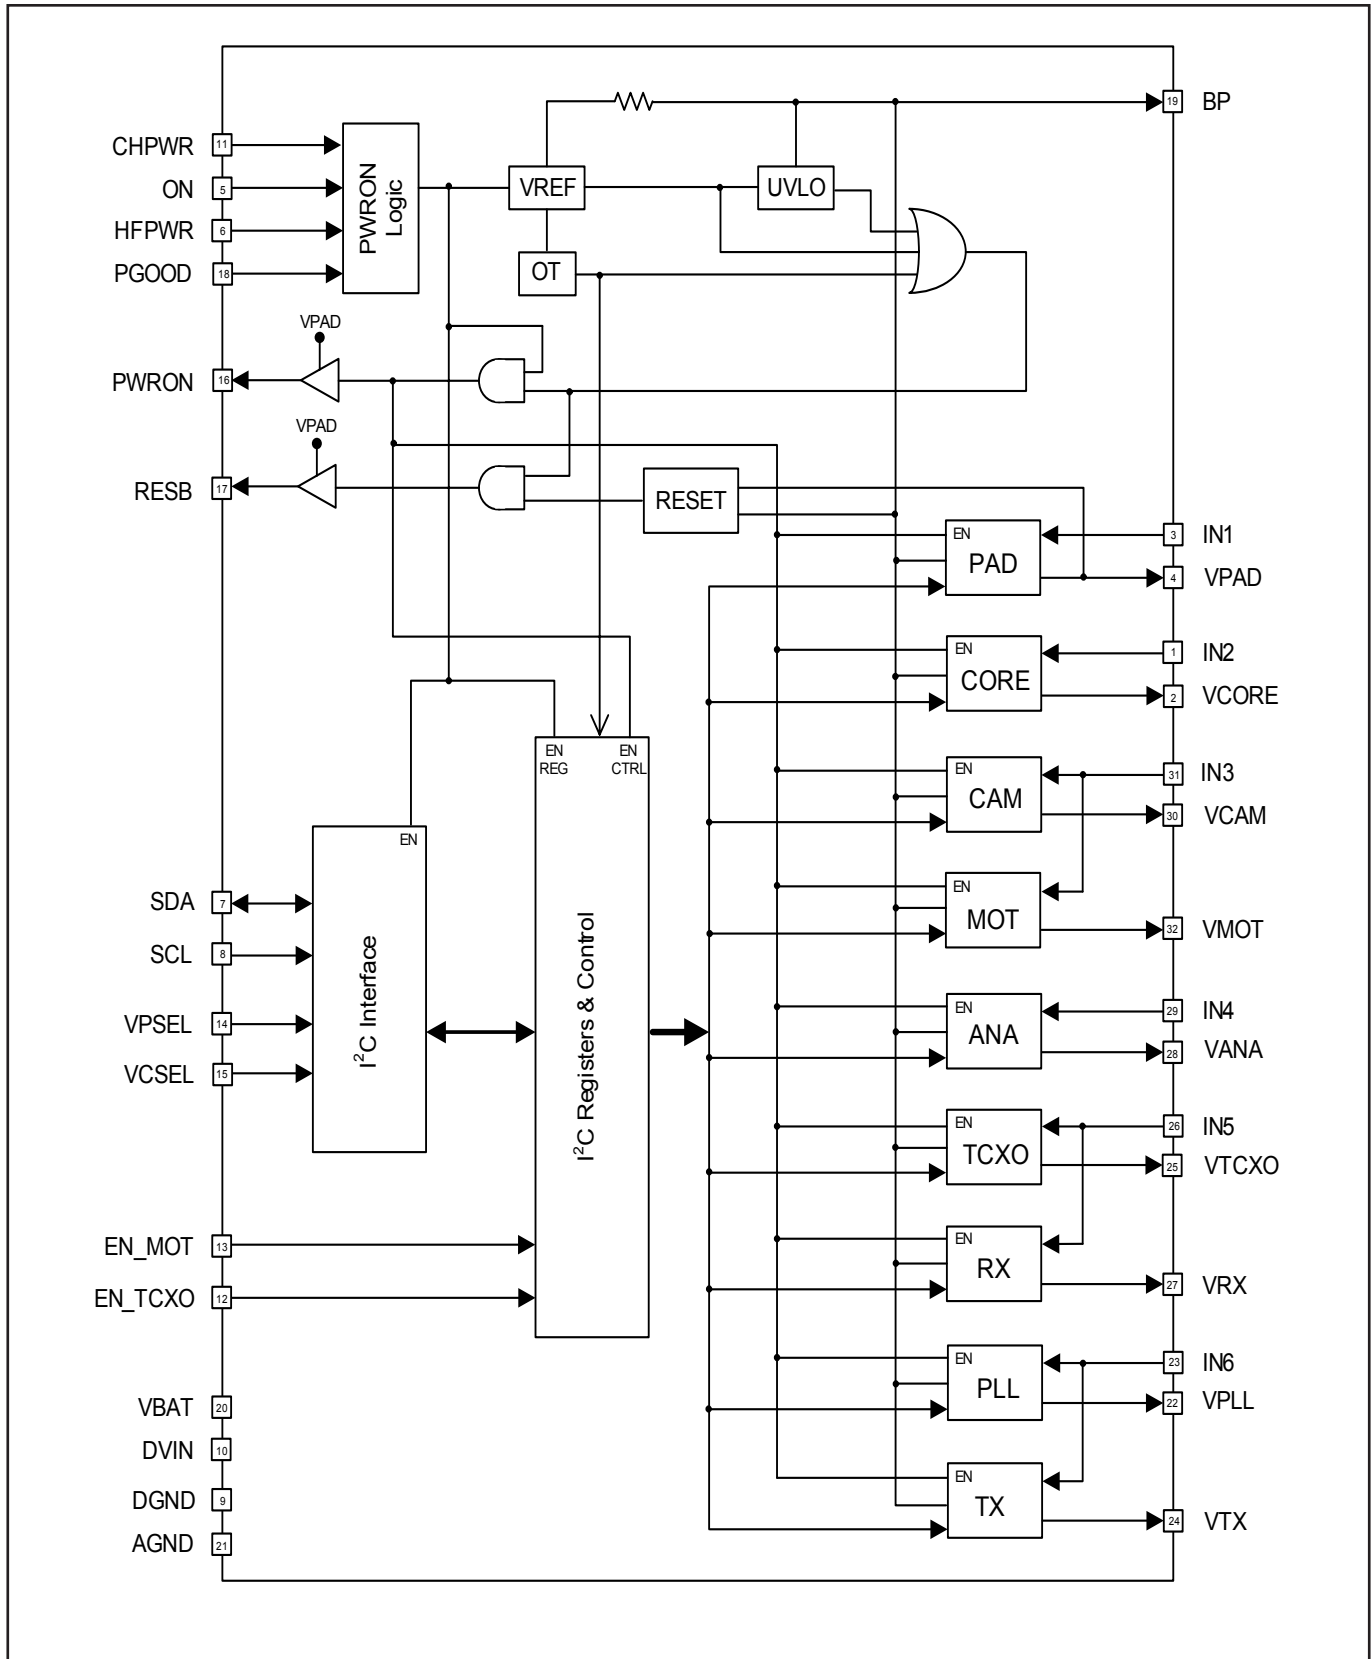 CHPWR 11
ON 5
HFPWR 6
PGOOD 18
PWRON Logic
VREF
UVLO
OT
19 BP
VPAD
PWRON 16
VPAD
RESB 17
RESET
EN
PAD
3 IN1
4 VPAD
EN
CORE
1 IN2
2 VCORE
EN
REG
EN
CTRL
EN
CAM
31 IN3
30 VCAM
EN
MOT
32 VMOT
EN
SDA 7
SCL 8
VPSEL 14
VCSEL 15
I²C Interface
I²C Registers & Control
EN
ANA
29 IN4
28 VANA
EN
TCXO
26 IN5
25 VTCXO
EN_MOT 13
EN_TCXO 12
EN
RX
27 VRX
EN
PLL
23 IN6
22 VPLL
VBAT 20
DVIN 10
DGND 9
AGND 21
EN
TX
24 VTX